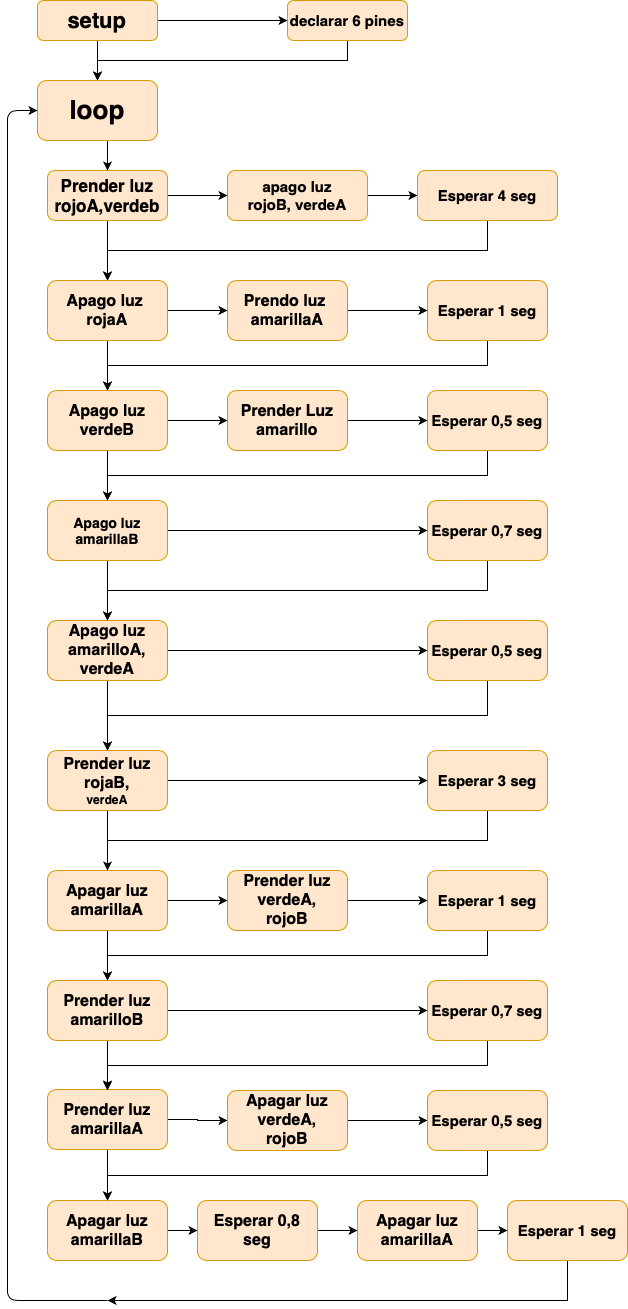 setup
declarar 6 pines
loop
Prender luz
rojoA,verdeb
apago luz
rojoB, verdeA
Esperar 4 seg
Apago luz
rojaA
Prendo luz
amarillaA
Esperar 1 seg
Apago luz
verdeB
Prender Luz
amarillo
Esperar 0,5 seg
Apago luz
amarillaB
Esperar 0,7 seg
Apago luz
amarilloA,
verdeA
Esperar 0,5 seg
Prender luz
rojaB,
verdeA
Esperar 3 seg
Apagar luz
amarillaA
Prender luz
verdeA,
rojoB
Esperar 1 seg
Prender luz
amarilloB
Esperar 0,7 seg
Prender luz
amarillaA
Apagar luz
verdeA,
rojoB
Esperar 0,5 seg
Apagar luz
amarillaB
Esperar 0,8
seg
Apagar luz
amarillaA
Esperar 1 seg